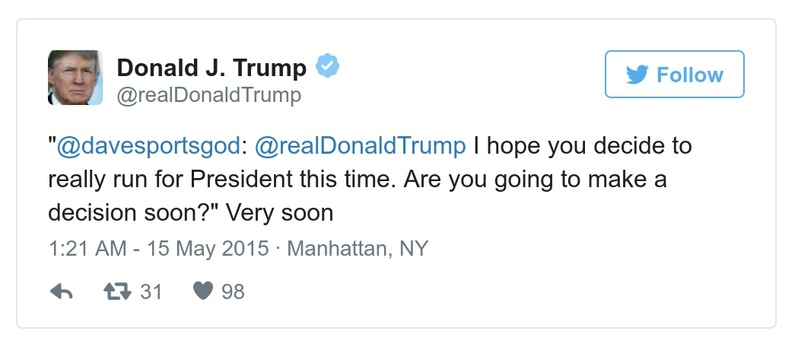 Donald J. Trump
Follow
@realDonaldTrump
"@davesportsgod: @realDonaldTrump I hope you decide to
really run for President this time. Are you going to make a
decision soon?" Very soon
1:21 AM - 15 May 2015 · Manhattan, NY
31 98